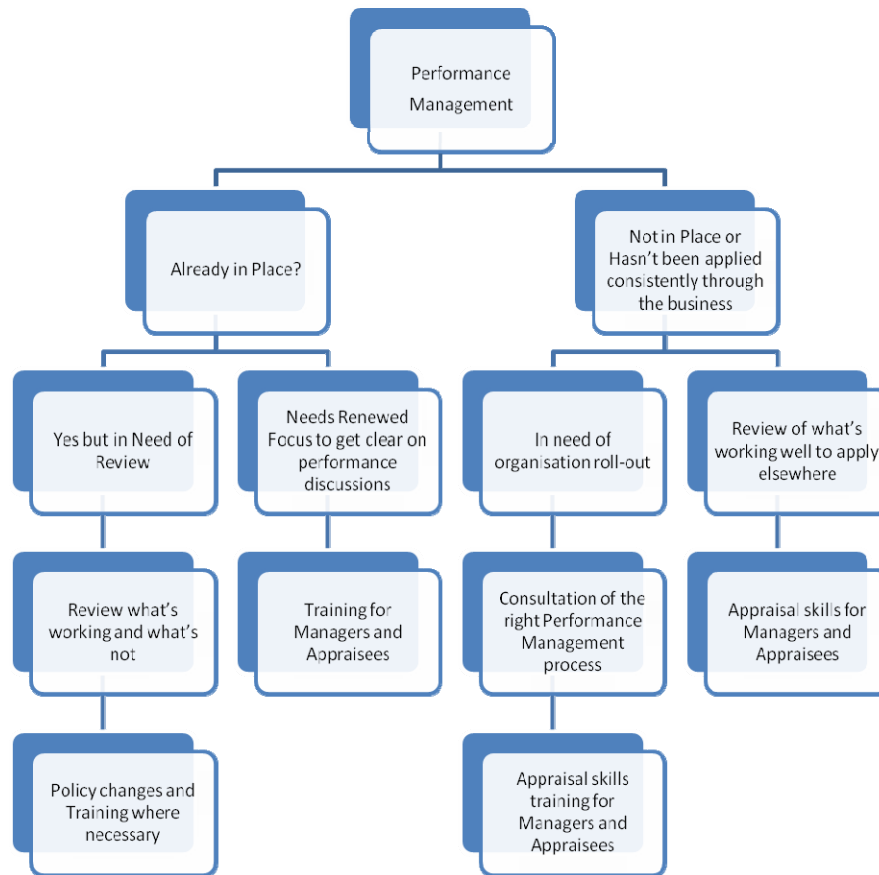 Performance
Management
Already in Place?
Not in Place or
Hasn't been applied
consistently through
the business
Yes but in Need of
Review
Needs Renewed
Focus to get clear on
performance
discussions
In need of
organisation roll-out
Review of what's
working well to apply
elsewhere
Review what's
working and what's
not
Training for
Managers and
Appraisees
Consultation of the
right Performance
Management
process
Appraisal skills for
Managers and
Appraisees
Policy changes and
Training where
necessary
Appraisal skills
training for
Managers and
Appraisees